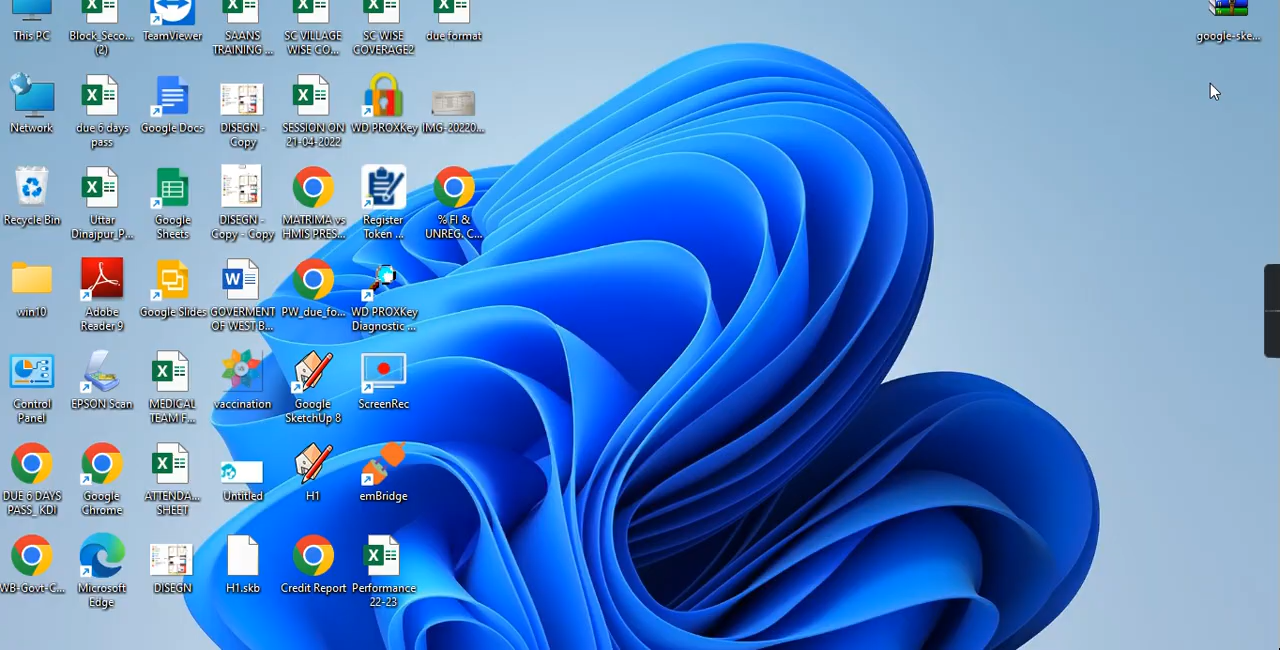 This PC
Block_Seco...
(2)
TeamViewer
SAANS
TRAINING ...
SC VILLAGE
WISE CO...
SC WISE
COVERAGE2
due format
google-ske...
Network
due 6 days
pass
Google Docs
DISEGN -
Copy
SESSION ON
21-04-2022
WD PROXKey
IMG-20220...
Recycle Bin
Uttar
Dinajpur_P...
Google
Sheets
DISEGN -
Copy - Copy
MATRIMA vs
HMIS PRES...
Register
Token ...
% FI &
UNREG. C...
win10
Adobe
Reader 9
Google Slides
GOVERMENT
OF WEST B...
PW_due_fo...
WD PROXKey
Diagnostic ...
Control
Panel
EPSON Scan
MEDICAL
TEAM F...
vaccination
Google
SketchUp 8
ScreenRec
DUE 6 DAYS
PASS_KDI
Google
Chrome
ATTENDA...
SHEET
Untitled
H1
emBridge
WB-Govt-C...
Microsoft
Edge
DISEGN
H1.skb
Credit Report
Performance
22-23